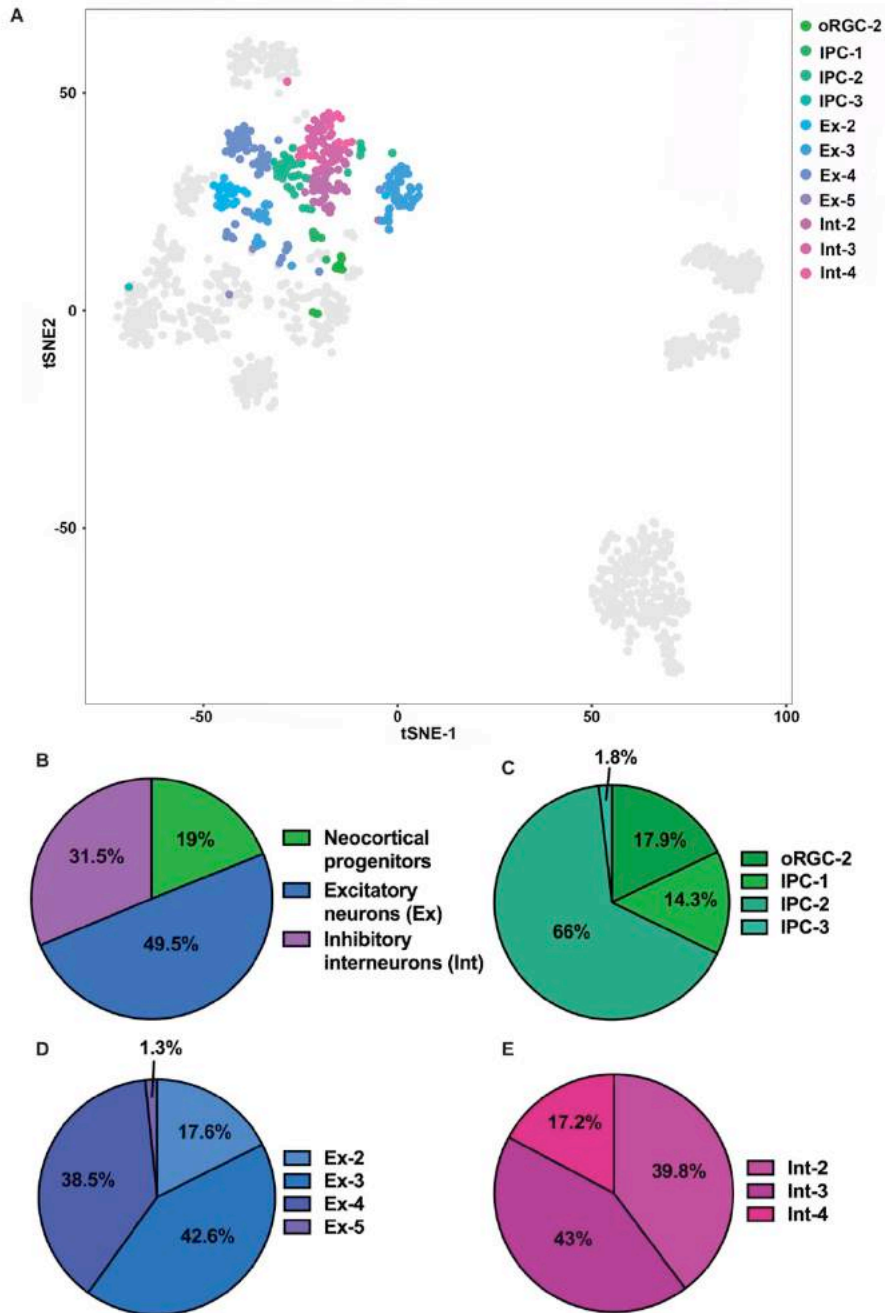 A
oRGC-2
IPC-1
IPC-2
IPC-3
Ex-2
Ex-3
Ex-4
Ex-5
Int-2
Int-3
Int-4
50
0
-50
tSNE2
-50
0
50
100
tSNE-1
B
31.5%
19%
49.5%
Neocortical
progenitors
Excitatory
neurons (Ex)
Inhibitory
interneurons (Int)
C
1.8%
17.9%
14.3%
66%
oRGC-2
IPC-1
IPC-2
IPC-3
D
1.3%
17.6%
38.5%
42.6%
Ex-2
Ex-3
Ex-4
Ex-5
E
17.2%
39.8%
43%
Int-2
Int-3
Int-4